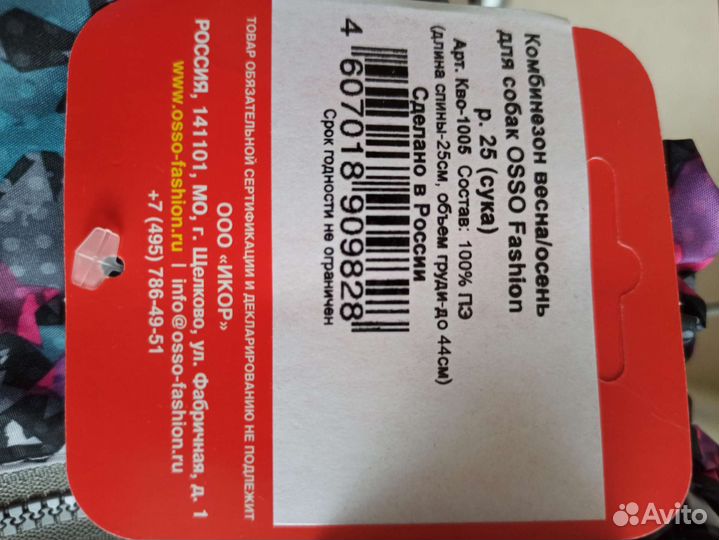 Комбинезон весна/осень
для собак OSSO Fashion
р. 25 (сука)
Арт. Кво-1005 Состав: 100% ПЭ
(длина спины-25см, объем груди-до 44см)
Сделано в России
4 607018 909828
Срок годности не ограничен
ТОВАР ОБЯЗАТЕЛЬНОЙ СЕРТИФИКАЦИИ И ДЕКЛАРИРОВАНИЮ НЕ ПОДЛЕЖИТ
ООО «ИКОР»
РОССИЯ, 141101, МО, г. Щелково, ул. Фабричная, д. 1
www.osso-fashion.ru | info@osso-fashion.ru
+7 (495) 786-49-51
Avito